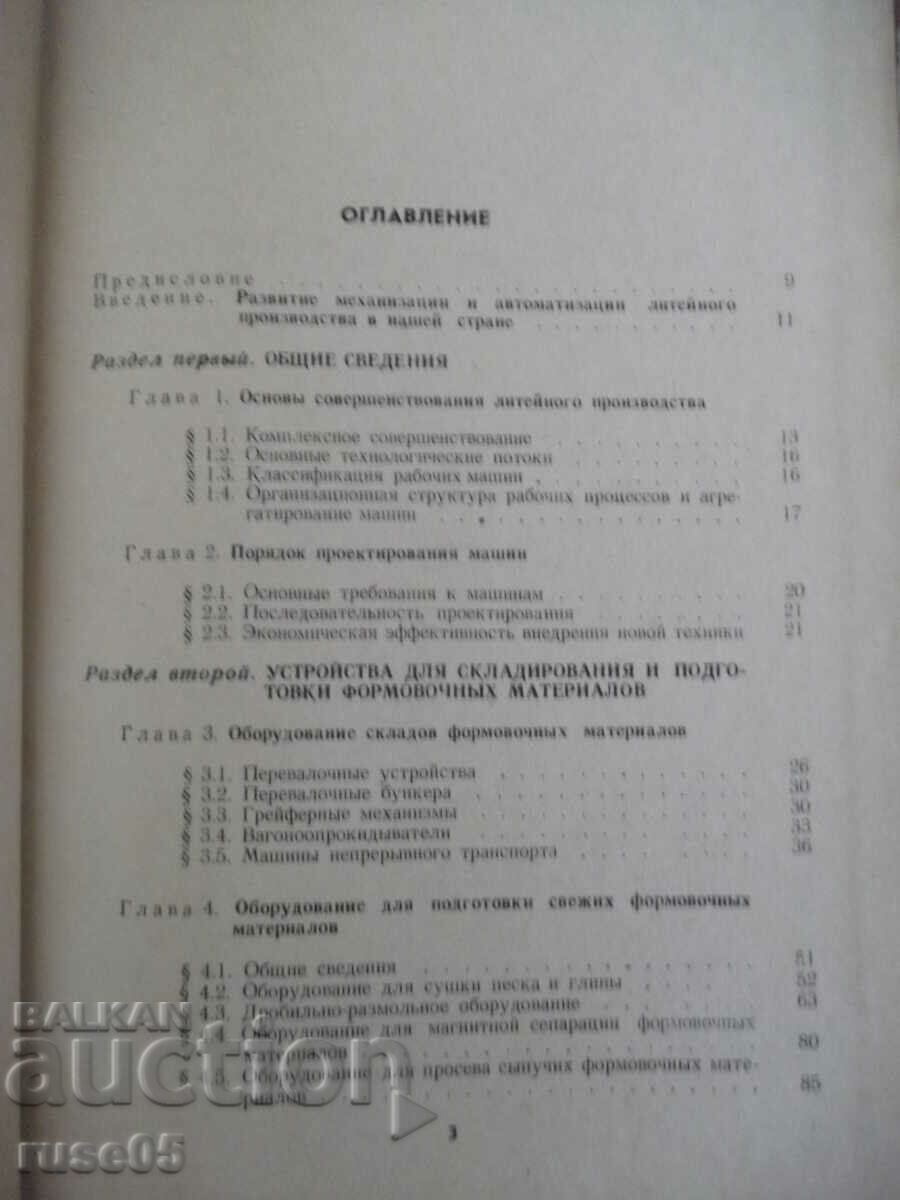 ОГЛАВЛЕНИЕ
Предисловие . . . . . . . . . . . . . . . . . . . 9
Введение. Развитие механизации и автоматизации литейного
производства в нашей стране . . . . . . . . . . . 11
Раздел первый. ОБЩИЕ СВЕДЕНИЯ
Глава 1. Основы совершенствования литейного производства
§ 1.1. Комплексное совершенствование . . . . . . . . . 13
§ 1.2. Основные технологические потоки . . . . . . . . 16
§ 1.3. Классификация рабочих машин . . . . . . . . . . 16
§ 1.4. Организационная структура рабочих процессов и агре-
гатирование машин . . . . . . . . . . . . . . 17
Глава 2. Порядок проектирования машин
§ 2.1. Основные требования к машинам . . . . . . . . . 20
§ 2.2. Последовательность проектирования . . . . . . . 21
§ 2.3. Экономическая эффективность внедрения новой техники 21
Раздел второй. УСТРОЙСТВА ДЛЯ СКЛАДИРОВАНИЯ И ПОДГО-
ТОВКИ ФОРМОВОЧНЫХ МАТЕРИАЛОВ
Глава 3. Оборудование складов формовочных материалов
§ 3.1. Перевалочные устройства . . . . . . . . . . . . 26
§ 3.2. Перевалочные бункера . . . . . . . . . . . . . 30
§ 3.3. Грейферные механизмы . . . . . . . . . . . . . 30
§ 3.4. Вагоноопрокидыватели . . . . . . . . . . . . . 33
§ 3.5. Машины непрерывного транспорта . . . . . . . . . 36
Глава 4. Оборудование для подготовки свежих формовочных
материалов
§ 4.1. Общие сведения . . . . . . . . . . . . . . . . 51
§ 4.2. Оборудование для сушки песка и глины . . . . . . 52
§ 4.3. Дробильно-размольное оборудование . . . . . . . 63
§ 4.4. Оборудование для магнитной сепарации формовочных
материалов . . . . . . . . . . . . . . . . . 80
§ 4.5. Оборудование для просева сыпучих формовочных мате-
риалов . . . . . . . . . . . . . . . . . . . 85
3
BALKAN
auction
ruse05